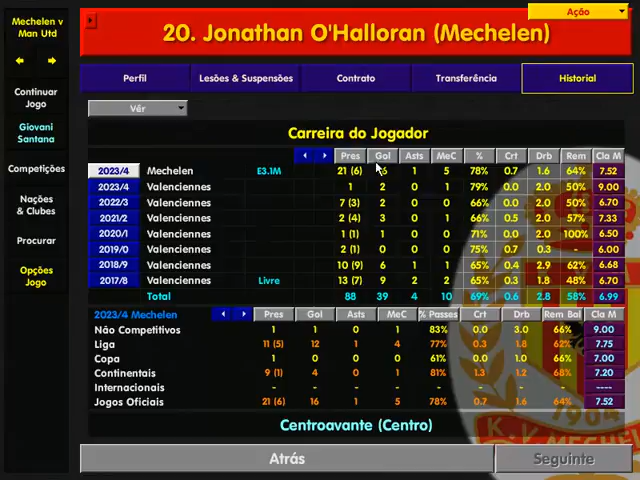 Mechelen v
Man Utd
Ação
20. Jonathan O'Halloran (Mechelen)
Perfil Lesões & Suspensões Contrato Transferência Historial
Continuar
Jogo
Giovani
Santana
Competições
Nações
& Clubes
Procurar
Opções
Jogo
Vêr
Carreira do Jogador
Pres Gol Asts MeC % Crt Drb Rem Cla M
2023/4 Mechelen E3.1M 21 (6) 6 1 5 78% 0.7 1.6 64% 7.52
2023/4 Valenciennes 1 2 0 1 79% 0.0 2.0 50% 9.00
2022/3 Valenciennes 7 (3) 2 0 0 66% 0.0 2.0 50% 6.70
2021/2 Valenciennes 2 (4) 3 0 1 66% 0.5 2.0 57% 7.33
2020/1 Valenciennes 1 (1) 1 0 0 71% 0.0 2.0 100% 6.50
2019/0 Valenciennes 2 (1) 0 0 0 75% 0.7 0.3 - 6.00
2018/9 Valenciennes 10 (9) 6 1 1 65% 0.4 2.9 62% 6.68
2017/8 Valenciennes Livre 13 (7) 9 2 2 65% 0.3 1.8 48% 6.70
Total 88 39 4 10 69% 0.6 2.8 58% 6.99
2023/4 Mechelen Pres Gol Asts MeC % Passes Crt Drb Rem Bal Cla M
Não Competitivos 1 1 0 1 83% 0.0 3.0 66% 9.00
Liga 11 (5) 12 1 4 77% 0.3 1.8 62% 7.75
Copa 1 0 0 0 61% 0.0 1.0 66% 7.00
Continentais 9 (1) 4 0 1 81% 1.3 1.2 68% 7.20
Internacionais - - - - - - - - ----
Jogos Oficiais 21 (6) 16 1 5 78% 0.7 1.6 64% 7.52
Centroavante (Centro)
Atrás Seguinte
1904
K.V. MECHE